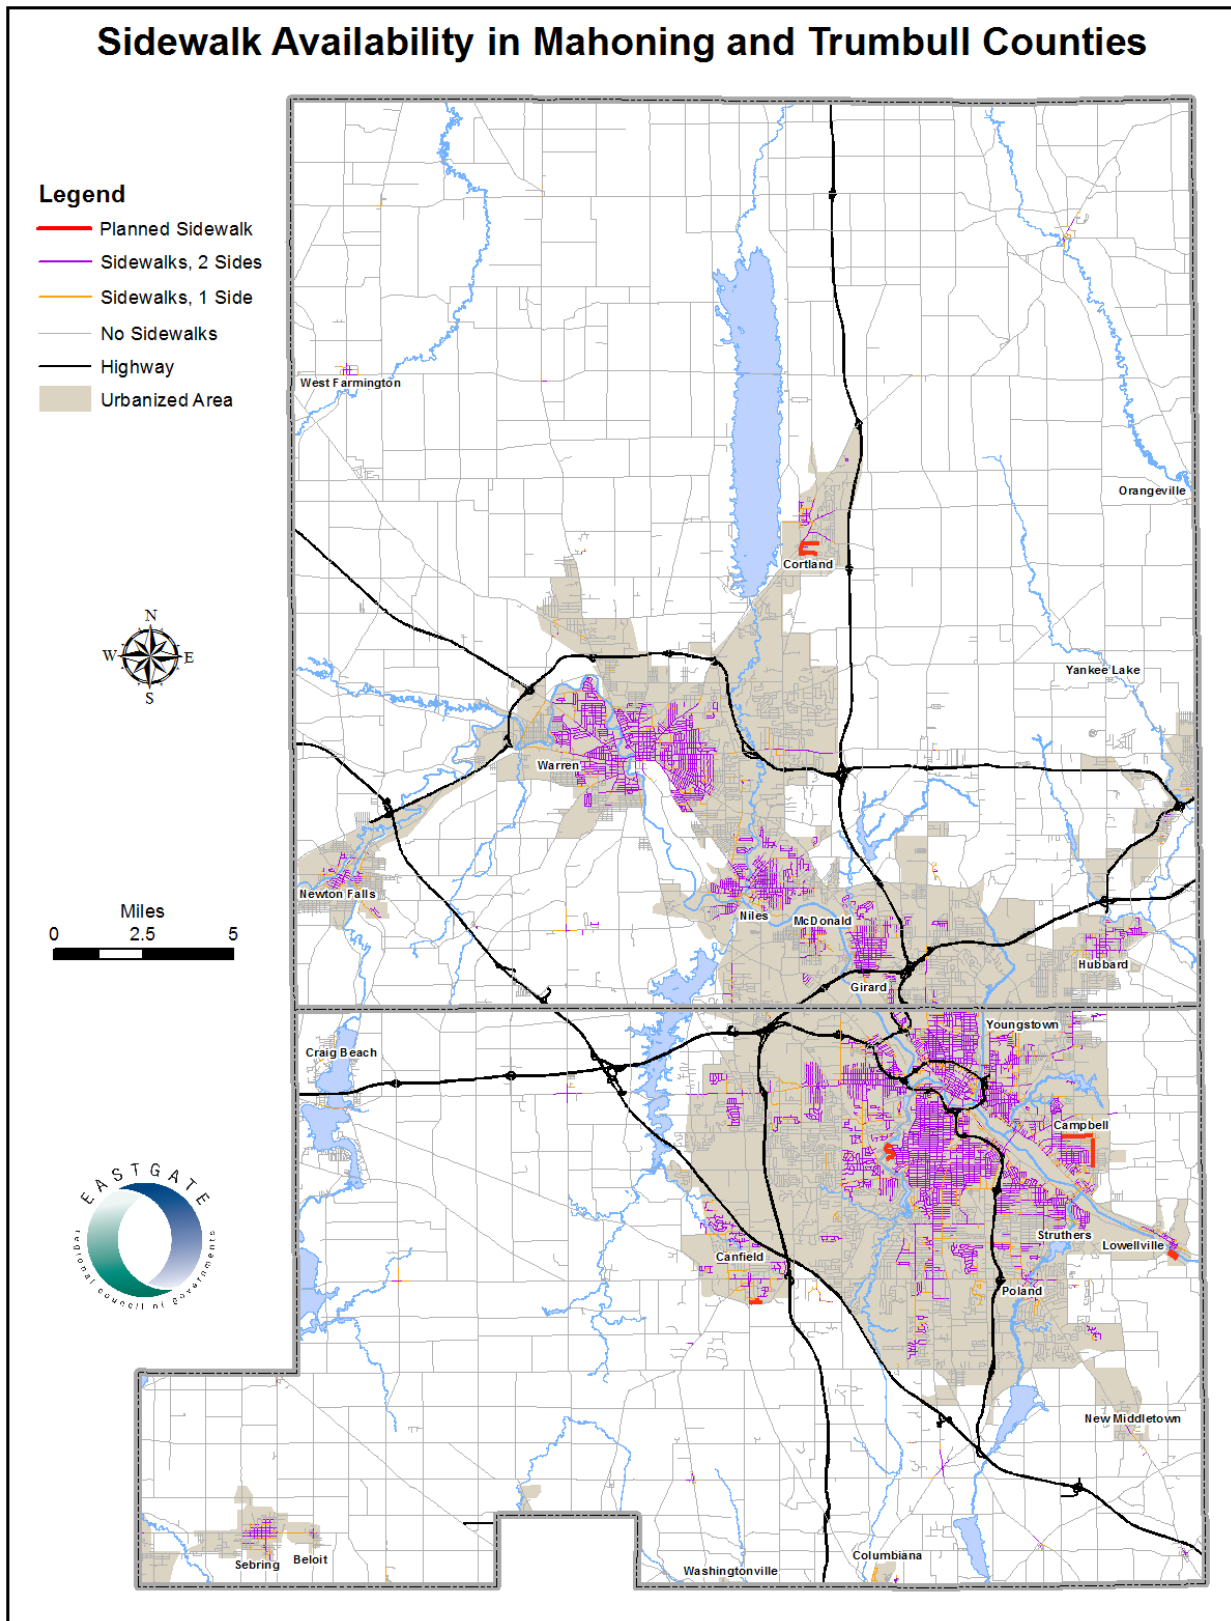 Sidewalk Availability in Mahoning and Trumbull Counties
Legend
Planned Sidewalk
Sidewalks, 2 Sides
Sidewalks, 1 Side
No Sidewalks
Highway
Urbanized Area
West Farmington
Orangeville
Cortland
N
W
E
S
Yankee Lake
Warren
Newton Falls
Niles
McDonald
Miles
0 2.5 5
Hubbard
Girard
Youngstown
Craig Beach
Campbell
EASTGATE
regional council of governments
Struthers
Lowellville
Canfield
Poland
New Middletown
Sebring
Beloit
Columbiana
Washingtonville